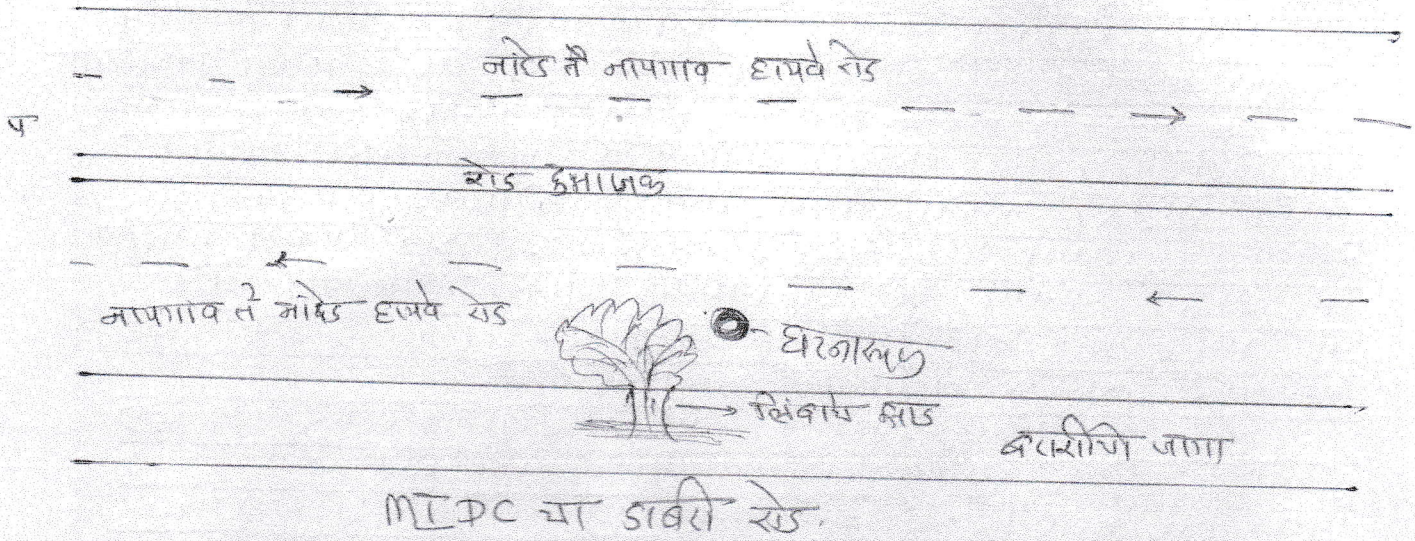 नांदेड ते नायगाव हायवे रोड
प
रोड दुभाजक
नायगाव ते नांदेड हायवे रोड
घटनास्थळ
लिंबाचे झाड
जागा
MIDC चा डांबरी रोड.